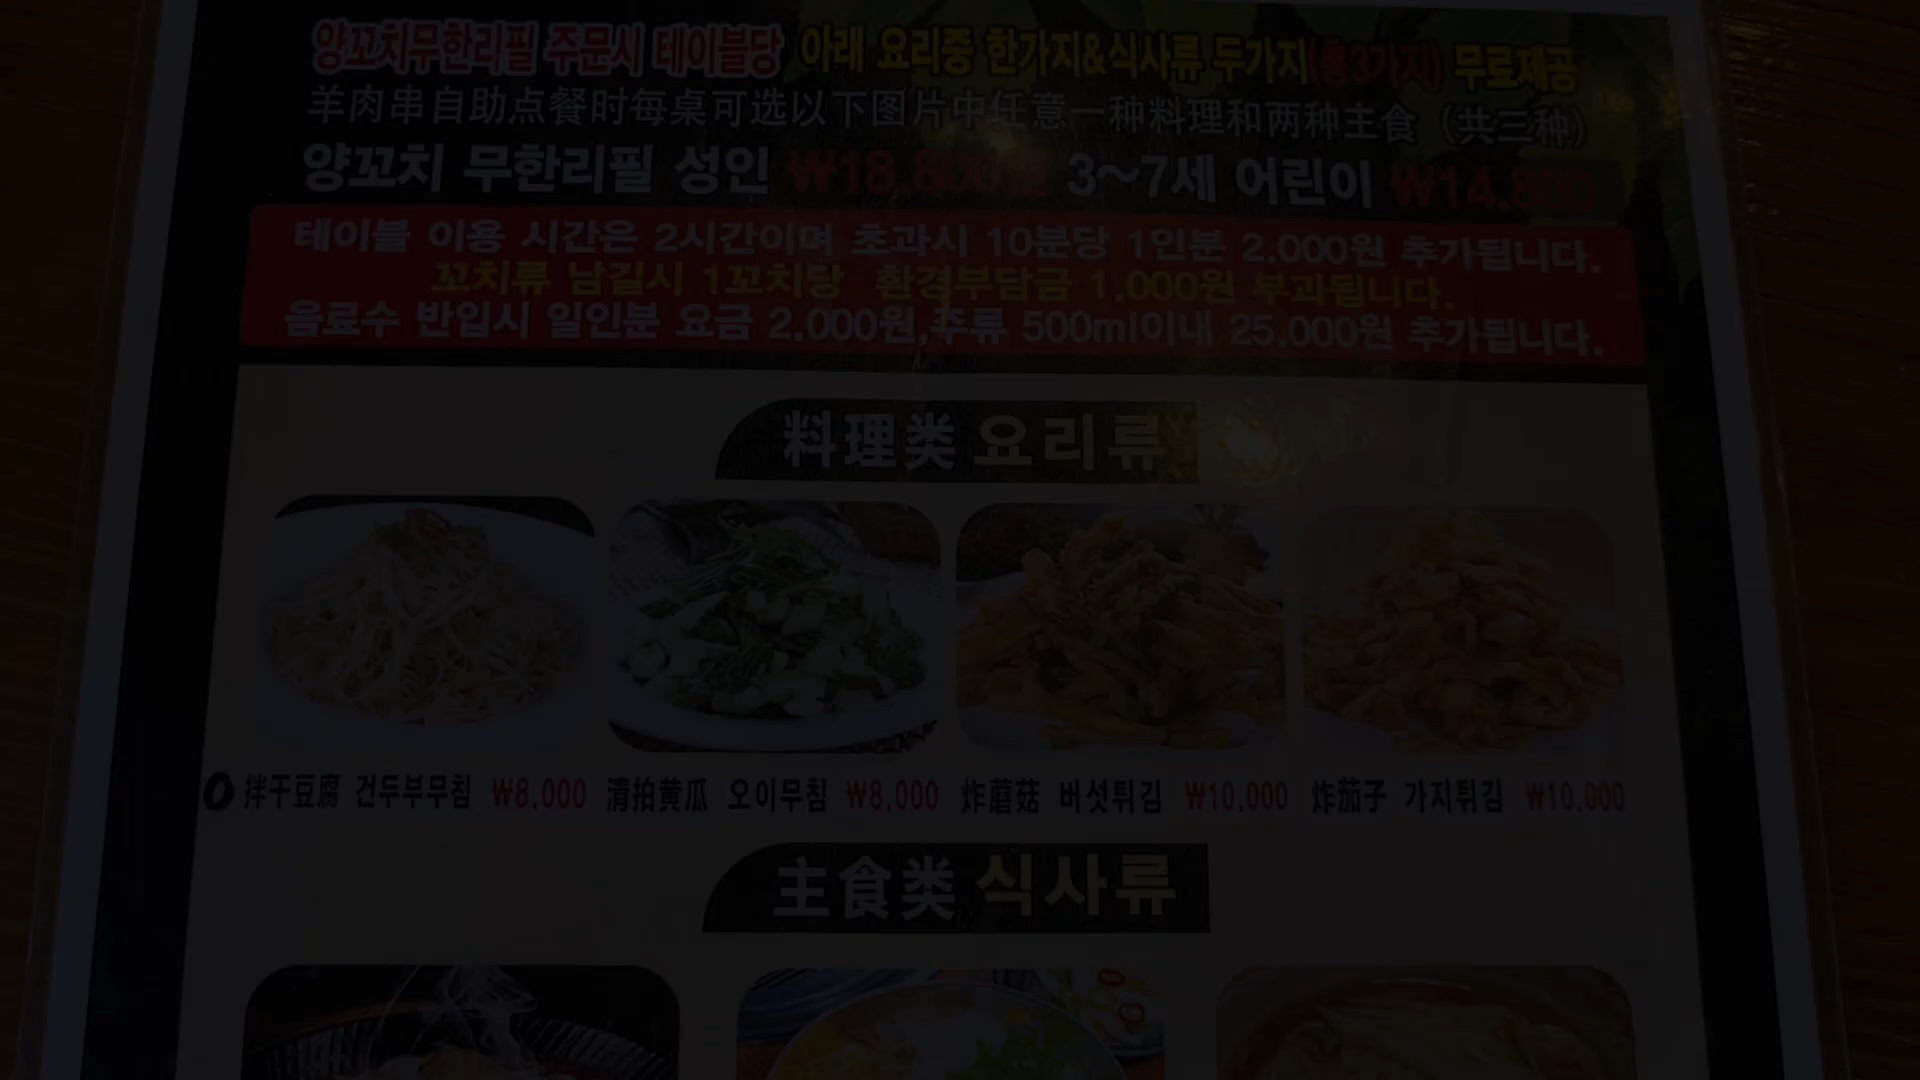 양꼬치무한리필 주문시 테이블당 아래 요리중 한가지&식사류 두가지(총3가지) 무료제공
羊肉串自助点餐时每桌可选以下图片中任意一种料理和两种主食（共三种）
양꼬치 무한리필 성인 ₩18,800 3~7세 어린이 ₩14,800
테이블 이용 시간은 2시간이며 초과시 10분당 1인분 2.000원 추가됩니다.
꼬치류 남길시 1꼬치당 환경부담금 1.000원 부과됩니다.
음료수 반입시 일인분 요금 2.000원,주류 500ml이내 25.000원 추가됩니다.
料理类 요리류
拌干豆腐 건두부무침 ₩8,000 清拍黄瓜 오이무침 ₩8,000 炸蘑菇 버섯튀김 ₩10,000 炸茄子 가지튀김 ₩10,000
主食类 식사류